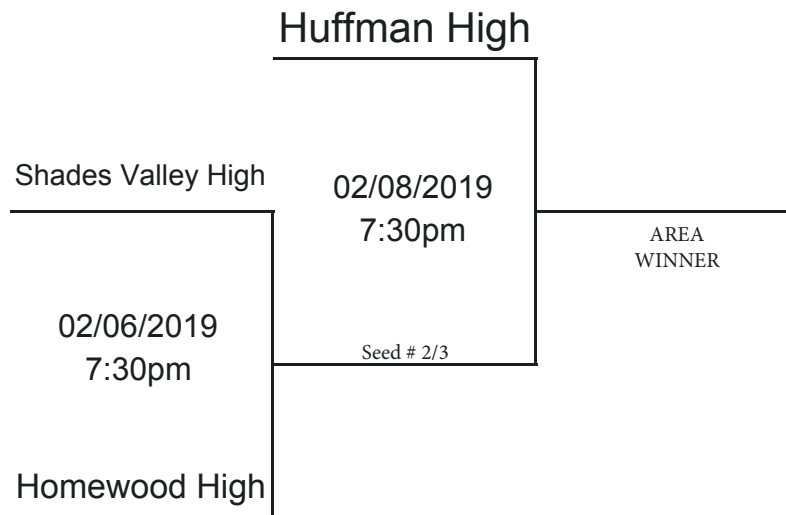 Huffman High
Shades Valley High
02/08/2019
7:30pm
AREA
WINNER
02/06/2019
7:30pm
Seed # 2/3
Homewood High